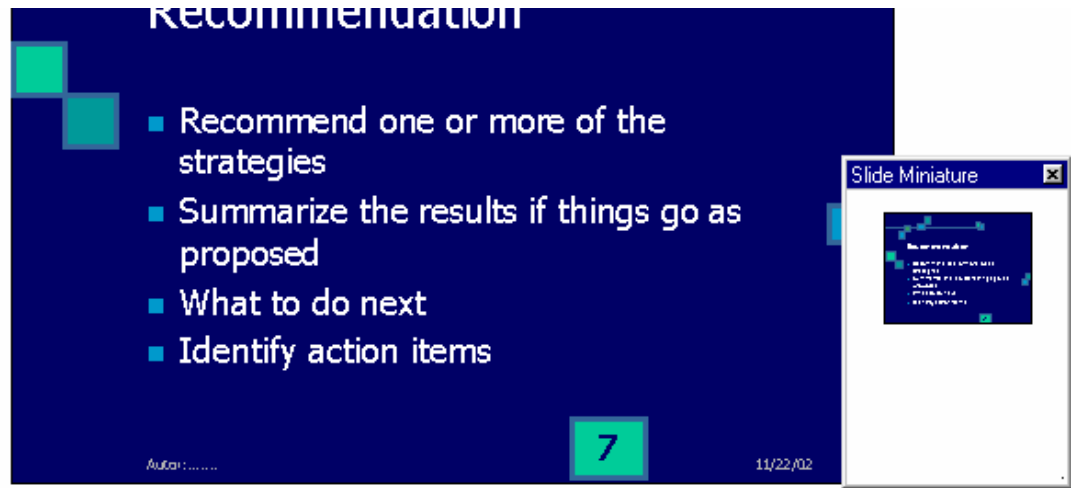 Recommendation
Recommend one or more of the
strategies
Summarize the results if things go as
proposed
What to do next
Identify action items
Autor:.......
7
11/22/02
Slide Miniature